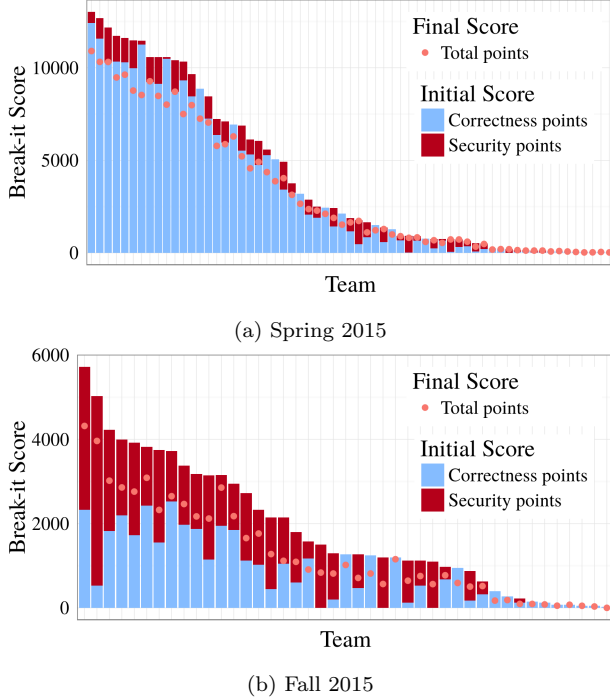 Final Score
Total points
Initial Score
Correctness points
Security points
Break-it Score
10000
5000
0
Team
(a) Spring 2015
6000
4000
2000
0
Break-it Score
Final Score
Total points
Initial Score
Correctness points
Security points
Team
(b) Fall 2015